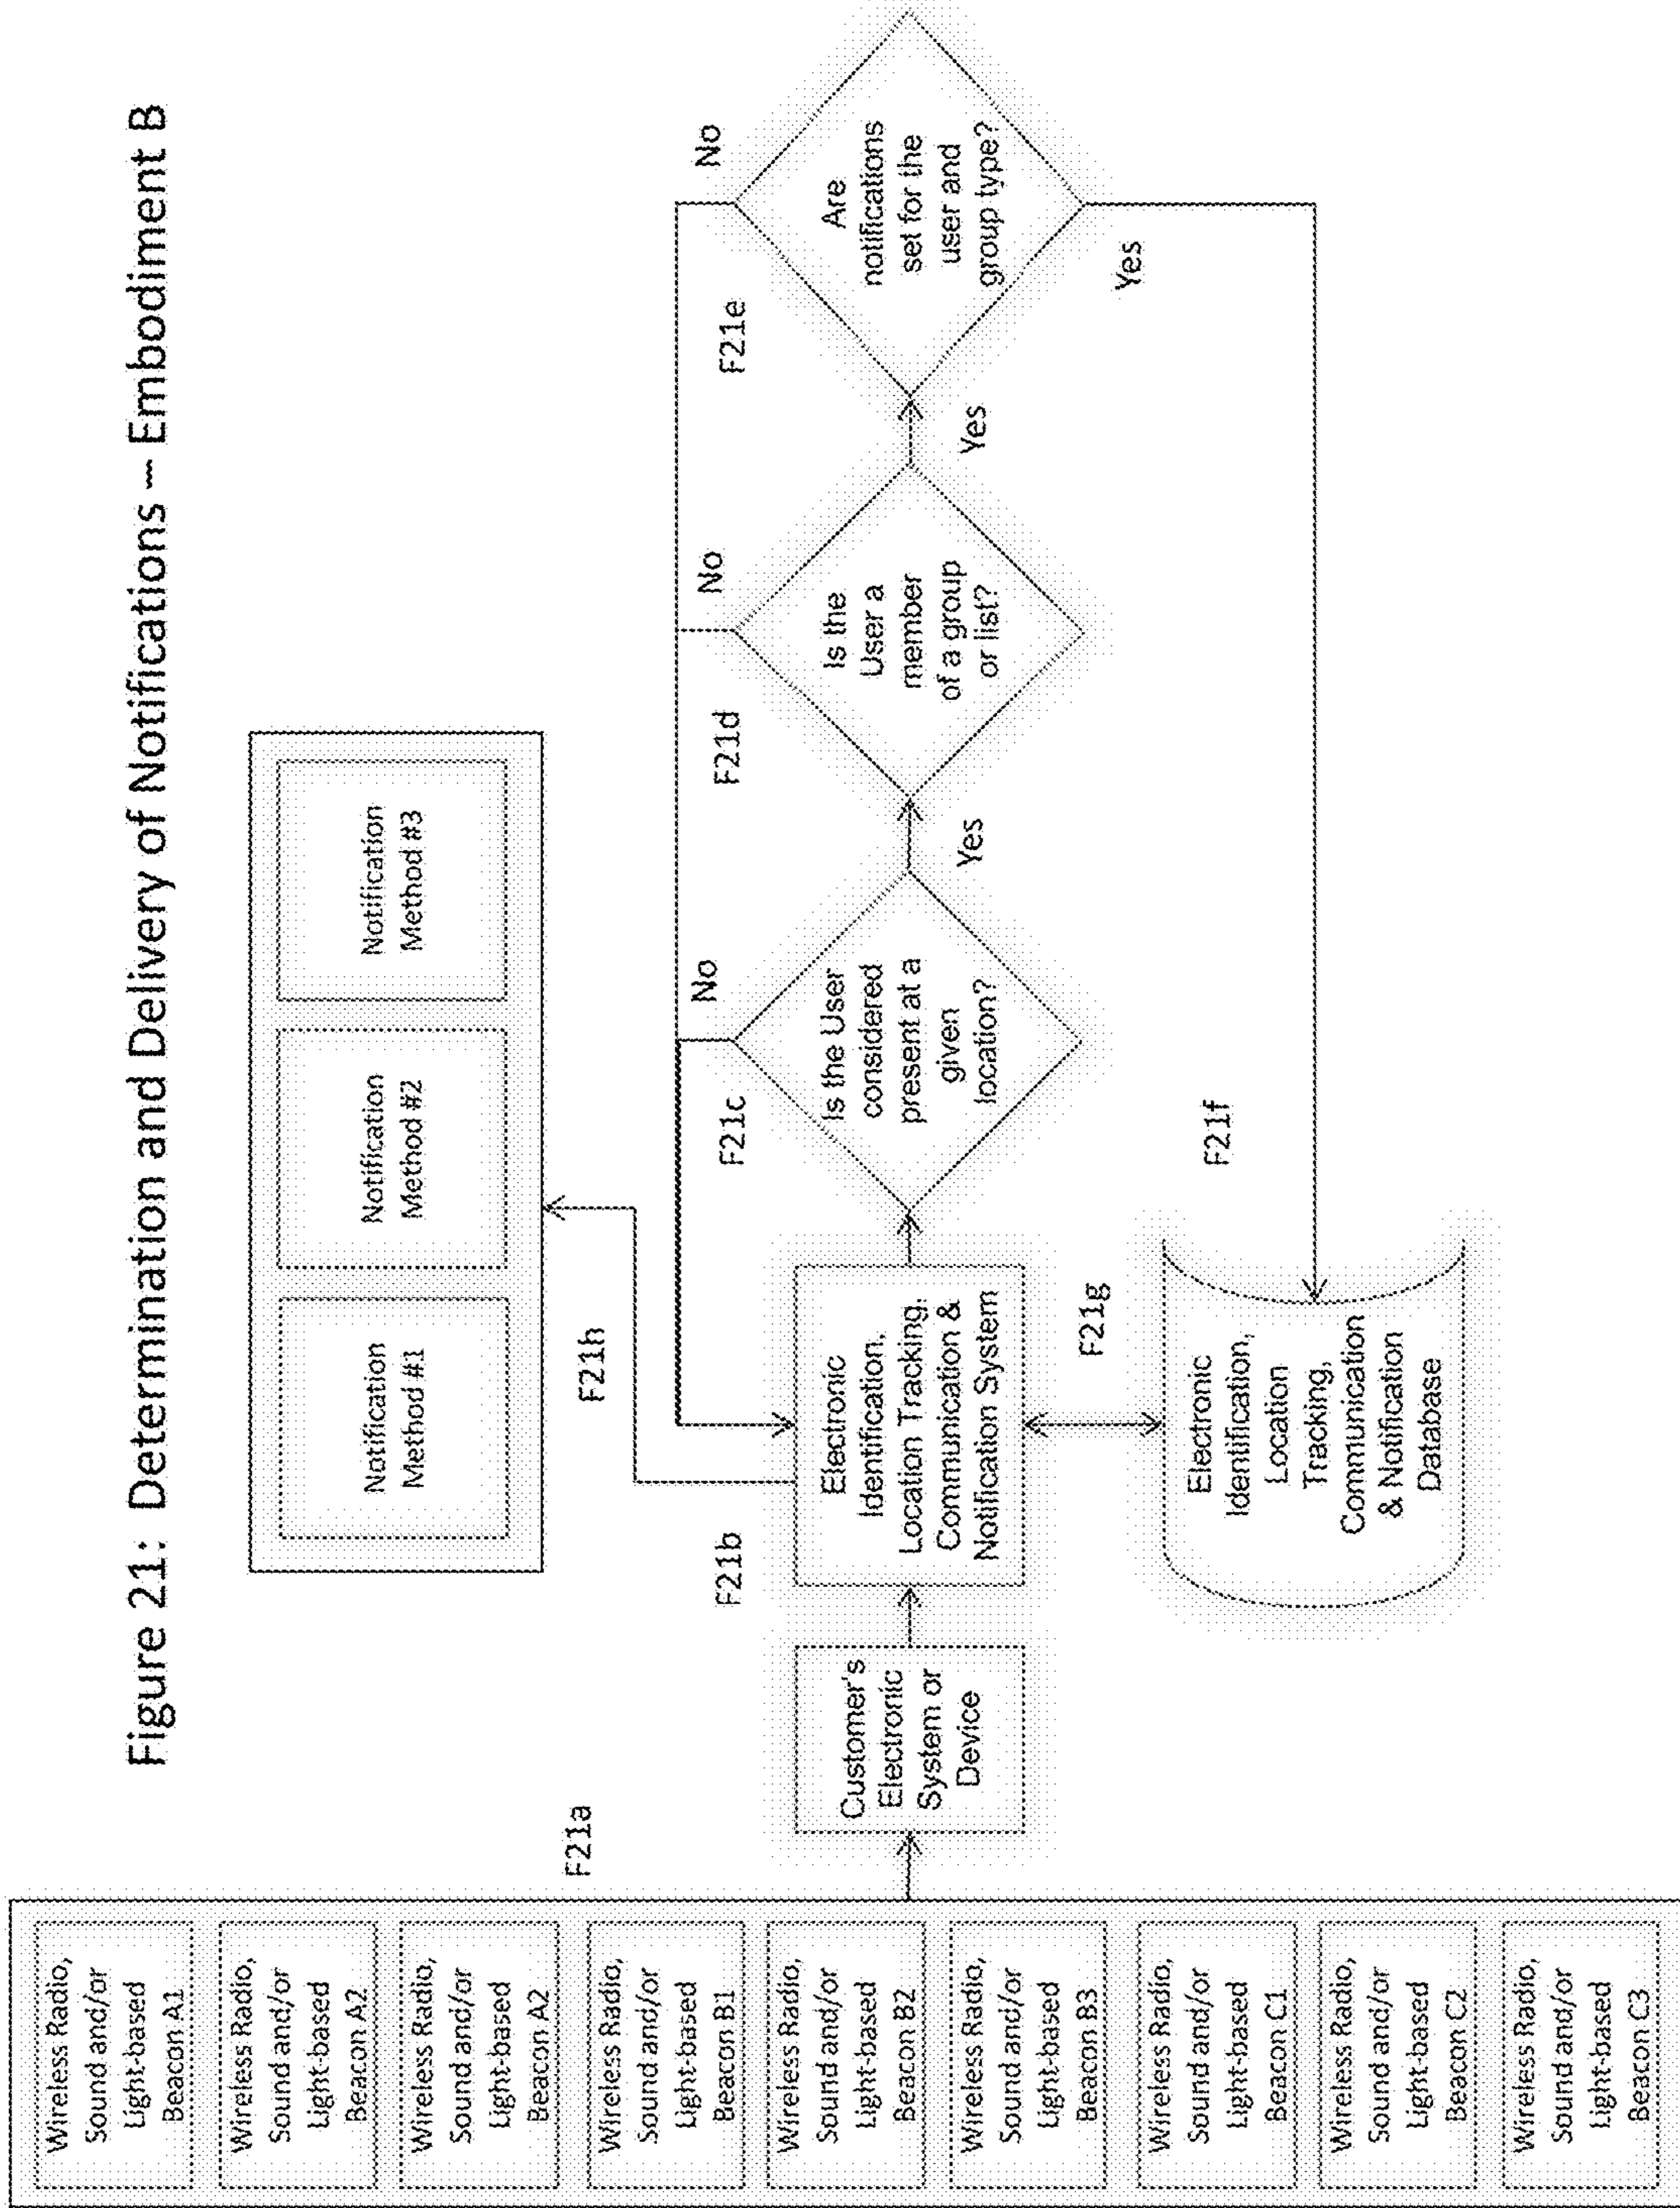 Figure 21: Determination and Delivery of Notifications – Embodiment B
Wireless Radio,
Sound and/or
Light-based
Beacon A1
Wireless Radio,
Sound and/or
Light-based
Beacon A2
Wireless Radio,
Sound and/or
Light-based
Beacon A2
Wireless Radio,
Sound and/or
Light-based
Beacon B1
Wireless Radio,
Sound and/or
Light-based
Beacon B2
Wireless Radio,
Sound and/or
Light-based
Beacon B3
Wireless Radio,
Sound and/or
Light-based
Beacon C1
Wireless Radio,
Sound and/or
Light-based
Beacon C2
Wireless Radio,
Sound and/or
Light-based
Beacon C3
F21a
Customer's
Electronic
System or
Device
F21b
Electronic
Identification,
Location Tracking,
Communication &
Notification System
F21h
Notification
Method #1
Notification
Method #2
Notification
Method #3
F21c
Is the User
considered
present at a
given
location?
No
Yes
F21d
Is the
User a
member
of a group
or list?
No
Yes
F21e
Are
notifications
set for the
user and
group type?
No
Yes
F21f
F21g
Electronic
Identification,
Location
Tracking,
Communication
& Notification
Database